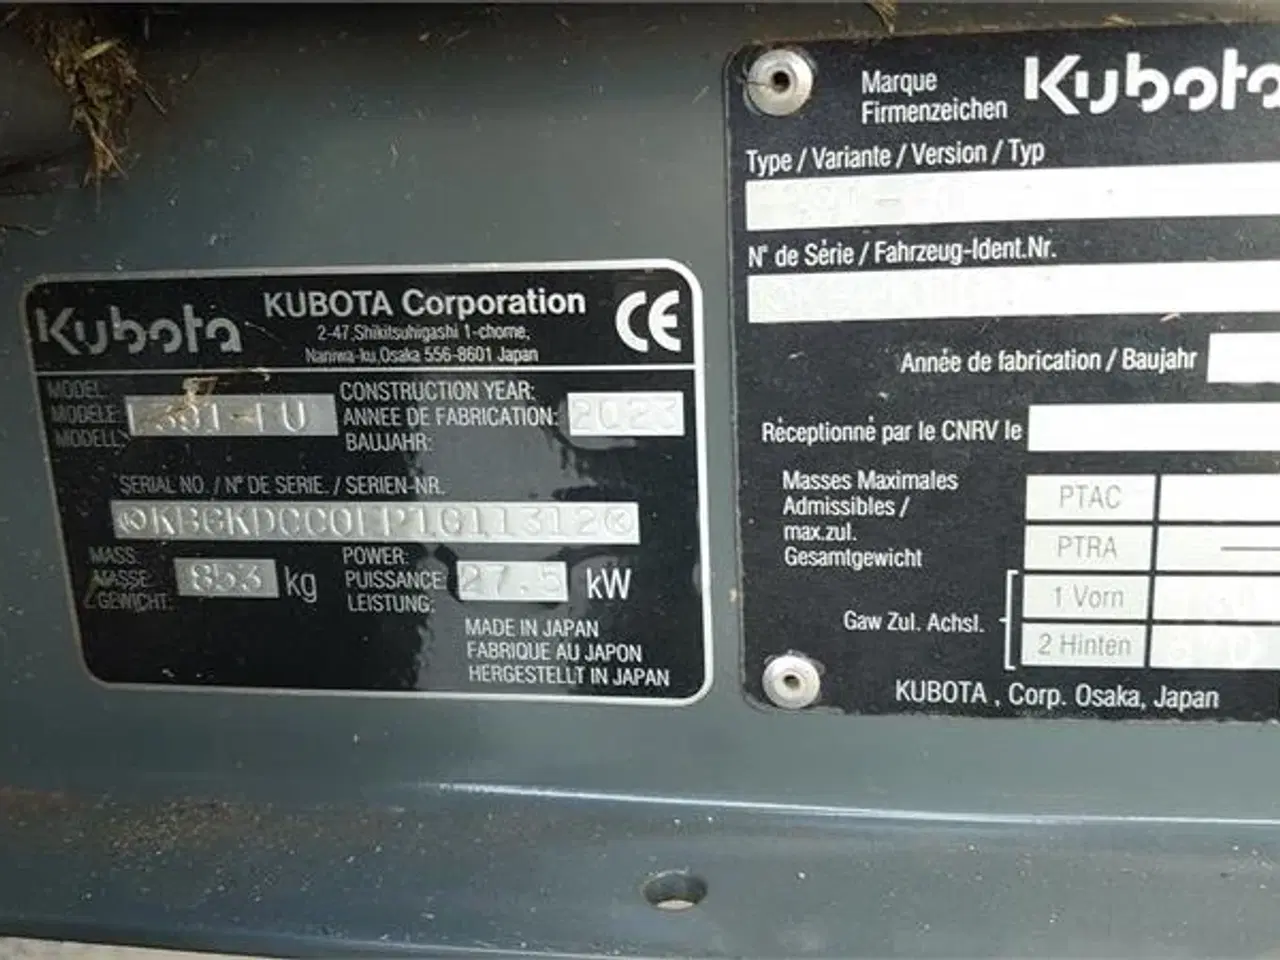 Kubota
KUBOTA Corporation
2-47,Shikitsuhigashi 1-chome,
Naniwa-ku,Osaka 556-8601 Japan
CE
MODEL:
MODELE:
MODELL:
CONSTRUCTION YEAR:
ANNEE DE FABRICATION:
BAUJAHR:
2023
SERIAL NO. / N° DE SERIE. / SERIEN-NR.
MASS:
MASSE:
GEWICHT:
853 kg
POWER:
PUISSANCE:
LEISTUNG:
27.5 kW
MADE IN JAPAN
FABRIQUE AU JAPON
HERGESTELLT IN JAPAN
Marque
Firmenzeichen
Kubota
Type / Variante / Version / Typ
N° de Série / Fahrzeug-Ident.Nr.
Année de fabrication / Baujahr
Réceptionné par le CNRV le
Masses Maximales
Admissibles /
max.zul.
Gesamtgewicht
PTAC
PTRA
Gaw Zul. Achsl.
1 Vorn
2 Hinten
KUBOTA , Corp. Osaka, Japan